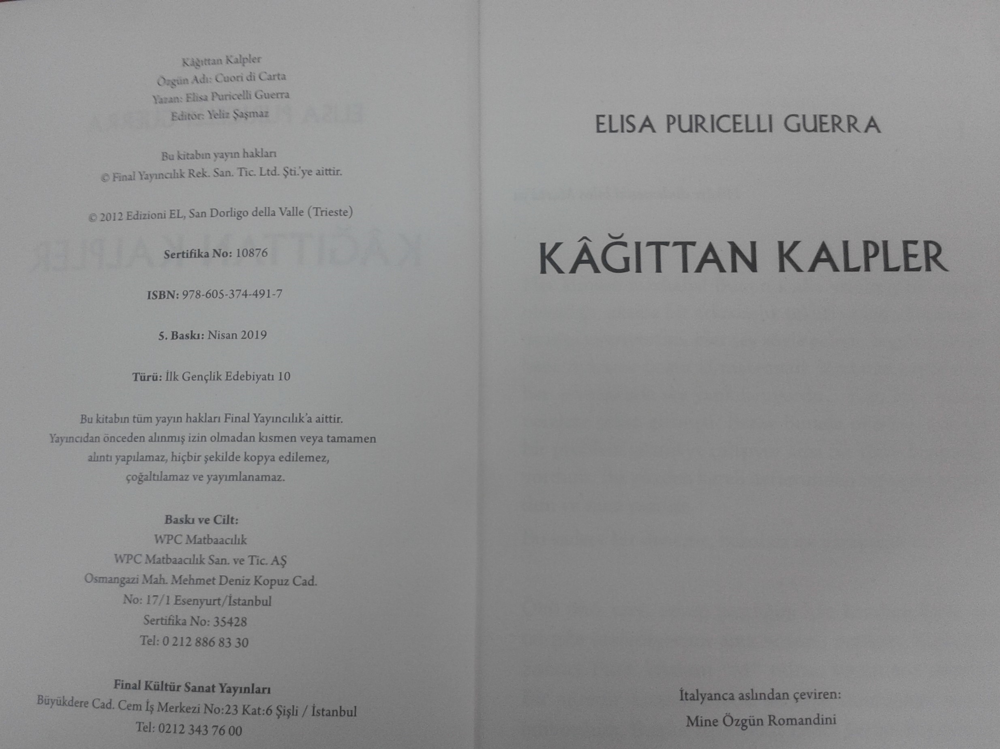 Kâğıttan Kalpler
Özgün Adı: Cuori di Carta
Yazan: Elisa Puricelli Guerra
Editör: Yeliz Şaşmaz
Bu kitabın yayın hakları
© Final Yayıncılık Rek. San. Tic. Ltd. Şti.'ye aittir.
© 2012 Edizioni EL, San Dorligo della Valle (Trieste)
Sertifika No: 10876
ISBN: 978-605-374-491-7
5. Baskı: Nisan 2019
Türü: İlk Gençlik Edebiyatı 10
Bu kitabın tüm yayın hakları Final Yayıncılık'a aittir.
Yayıncıdan önceden alınmış izin olmadan kısmen veya tamamen
alıntı yapılamaz, hiçbir şekilde kopya edilemez,
çoğaltılamaz ve yayımlanamaz.
Baskı ve Cilt:
WPC Matbaacılık
WPC Matbaacılık San. ve Tic. AŞ
Osmangazi Mah. Mehmet Deniz Kopuz Cad.
No: 17/1 Esenyurt/İstanbul
Sertifika No: 35428
Tel: 0 212 886 83 30
Final Kültür Sanat Yayınları
Büyükdere Cad. Cem İş Merkezi No:23 Kat:6 Şişli / İstanbul
Tel: 0212 343 76 00
ELISA PURICELLI GUERRA
KÂĞITTAN KALPLER
İtalyanca aslından çeviren:
Mine Özgün Romandini